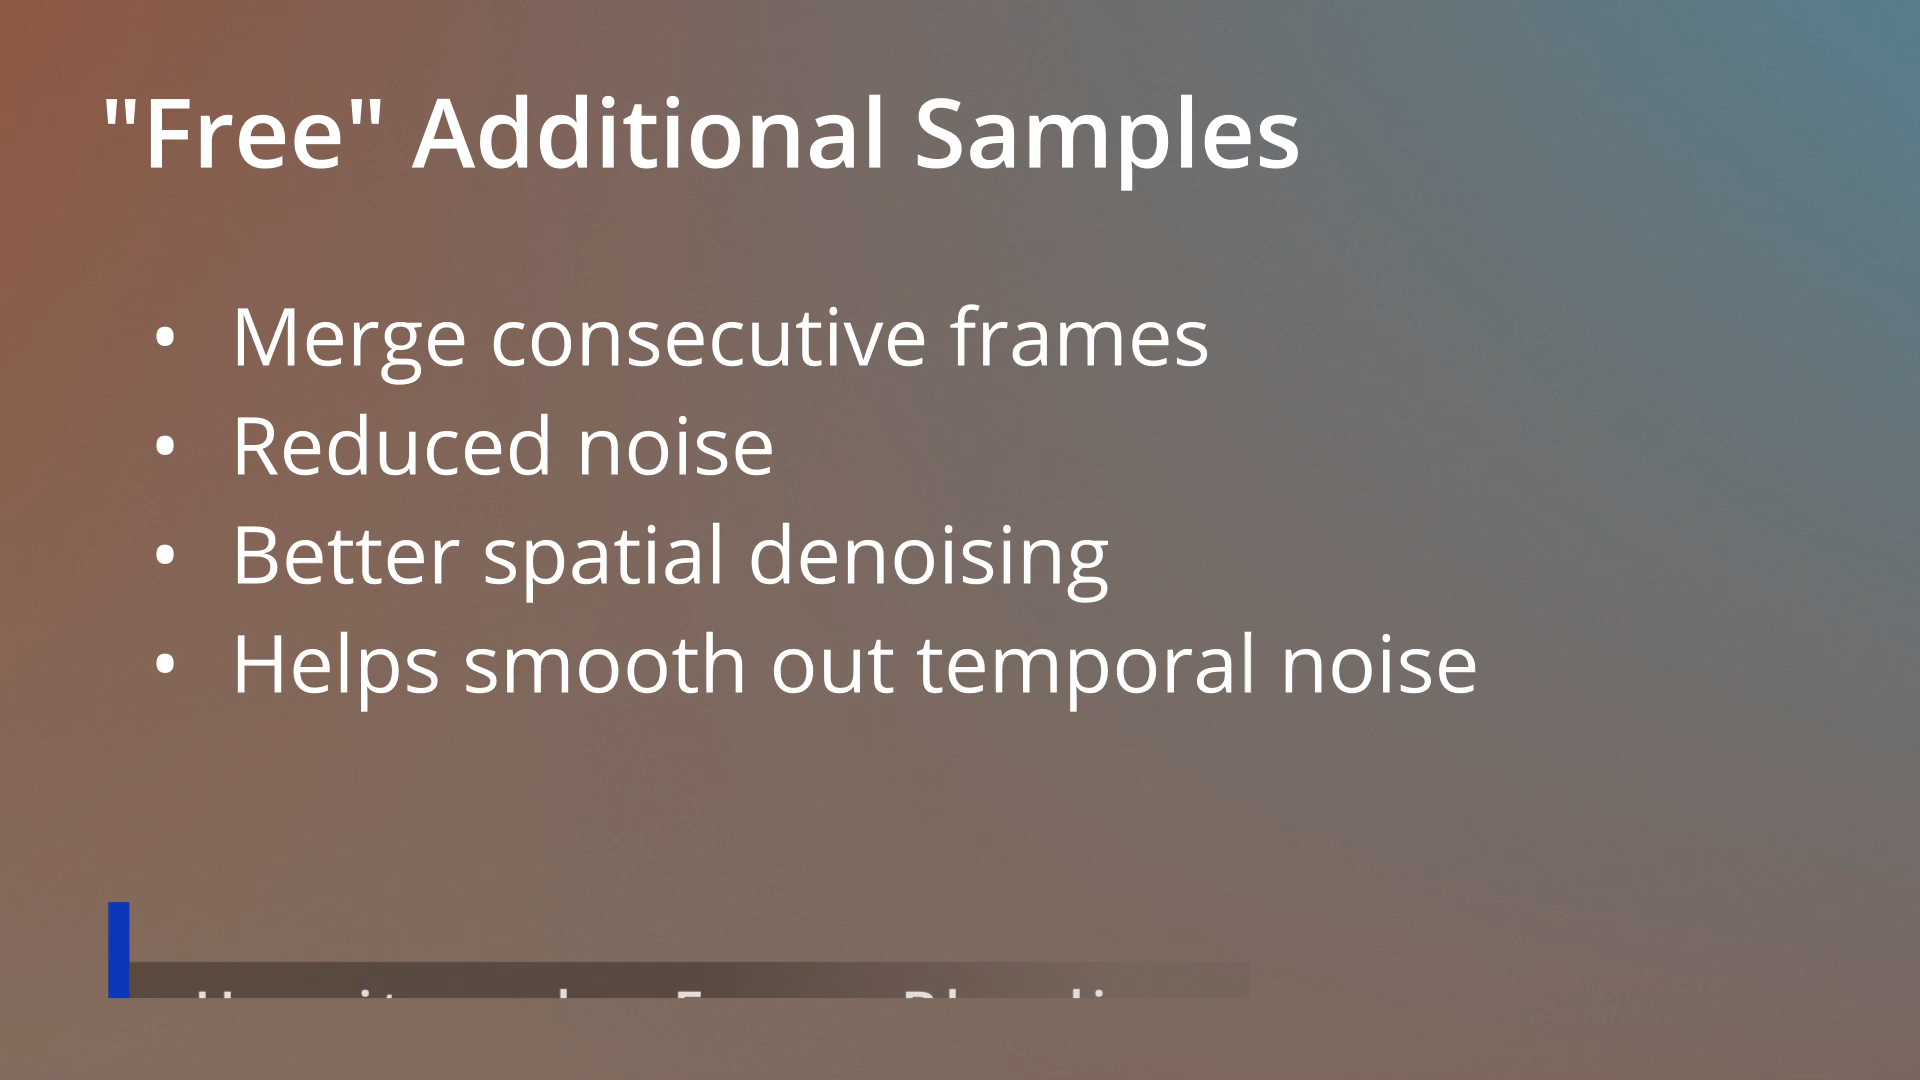 "Free" Additional Samples
• Merge consecutive frames
• Reduced noise
• Better spatial denoising
• Helps smooth out temporal noise